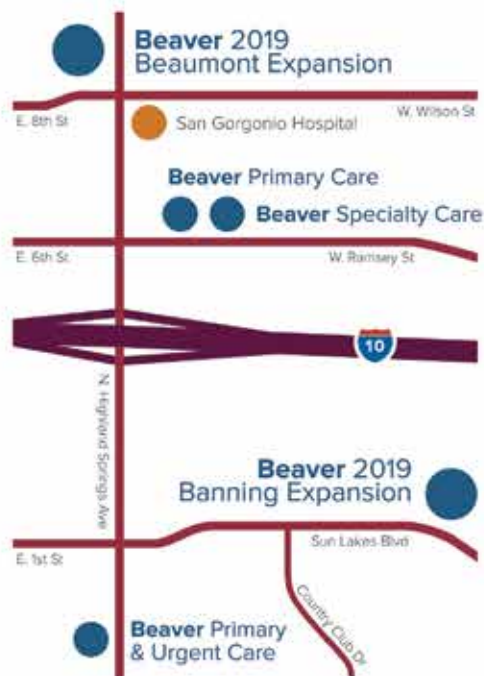 Beaver 2019
Beaumont Expansion
E. 8th St
W. Wilson St
San Gorgonio Hospital
Beaver Primary Care
Beaver Specialty Care
E. 6th St
W. Ramsey St
10
N. Highland Springs Ave
Beaver 2019
Banning Expansion
Sun Lakes Blvd
E. 1st St
Country Club Dr
Beaver Primary
& Urgent Care